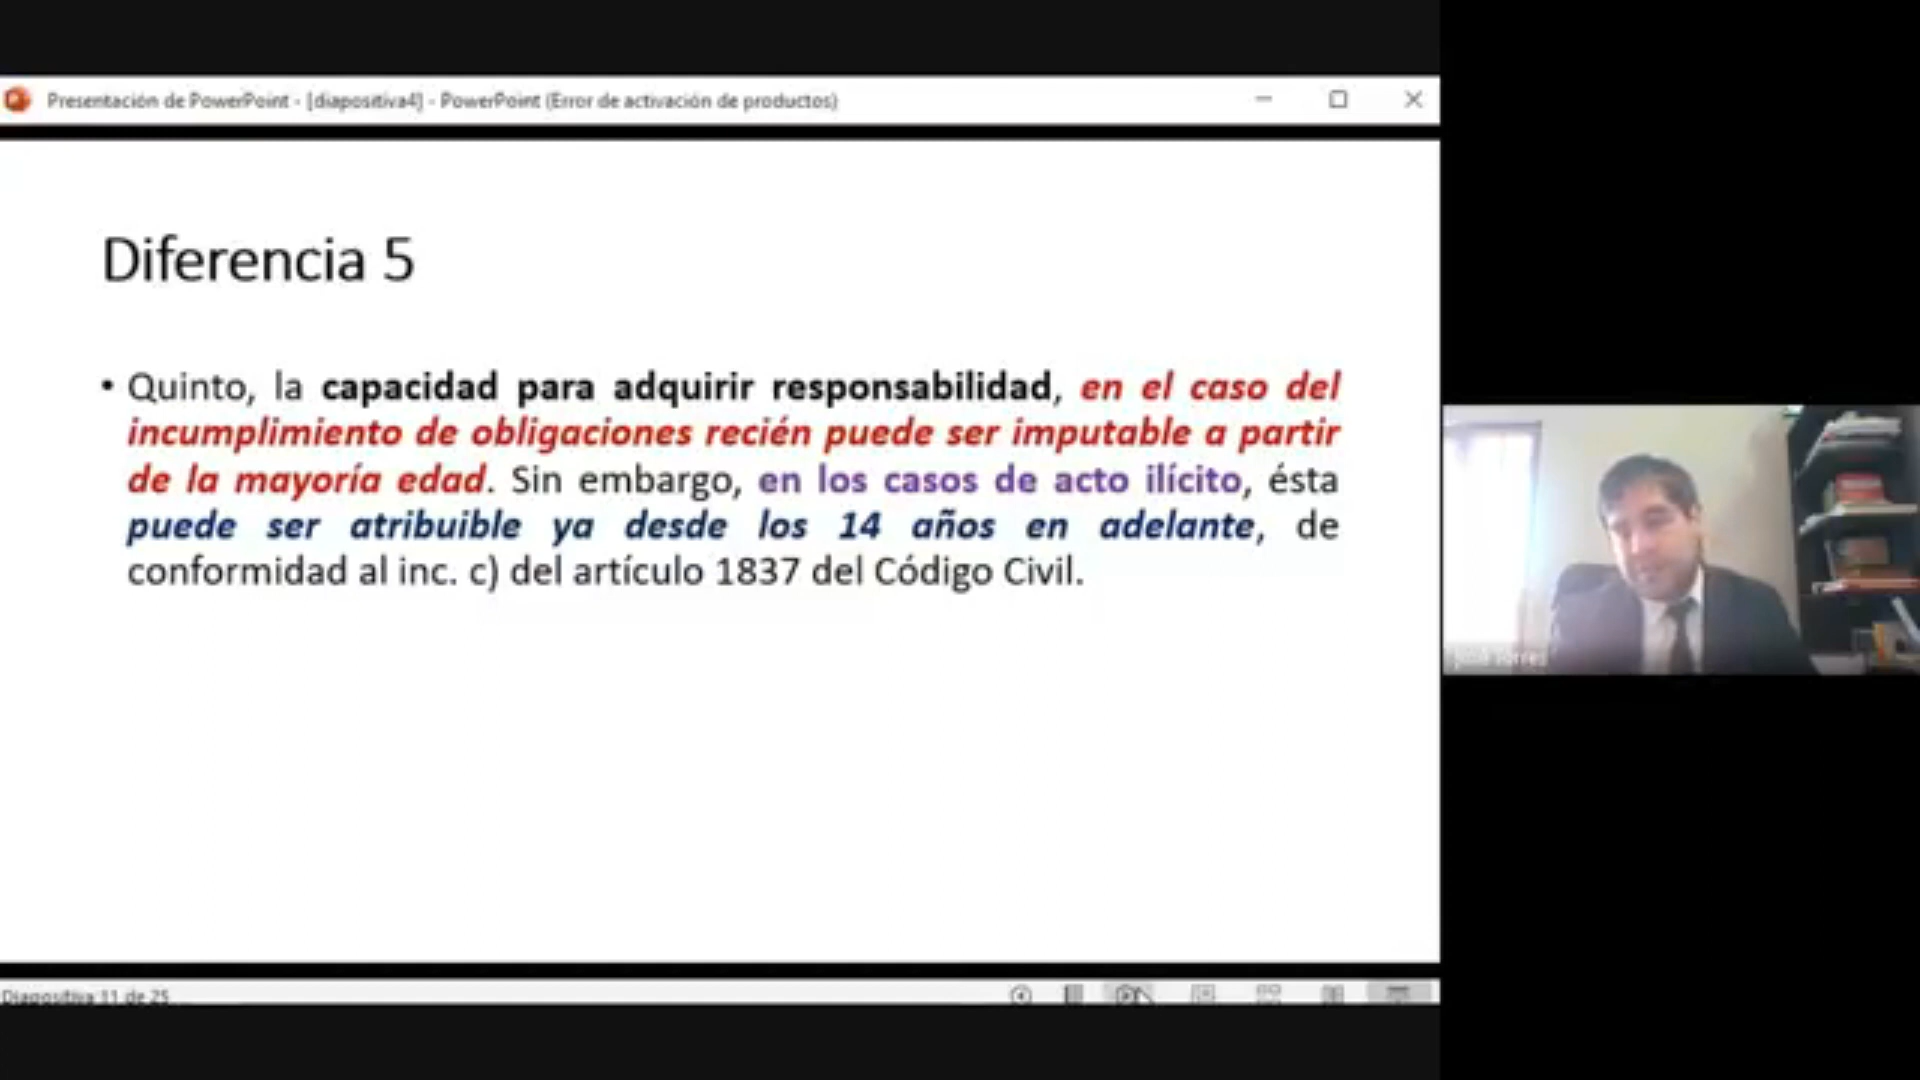 Presentación de PowerPoint - [diapositiva4] - PowerPoint (Error de activación de productos)
Diferencia 5
• Quinto, la capacidad para adquirir responsabilidad, en el caso del
incumplimiento de obligaciones recién puede ser imputable a partir
de la mayoría edad. Sin embargo, en los casos de acto ilícito, ésta
puede ser atribuible ya desde los 14 años en adelante, de
conformidad al inc. c) del artículo 1837 del Código Civil.
Diapositiva 11 de 25